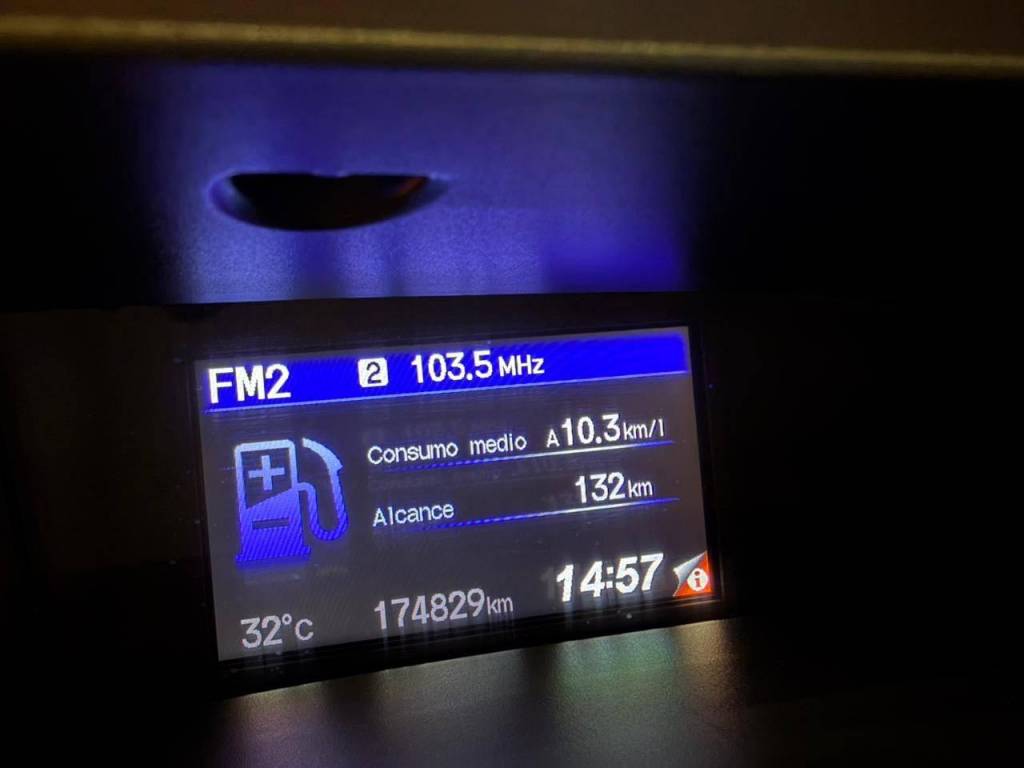 FM2 2 103.5 MHz
Consumo medio A10.3 km/l
Alcance 132 km
32°C 174829 km 14:57 i